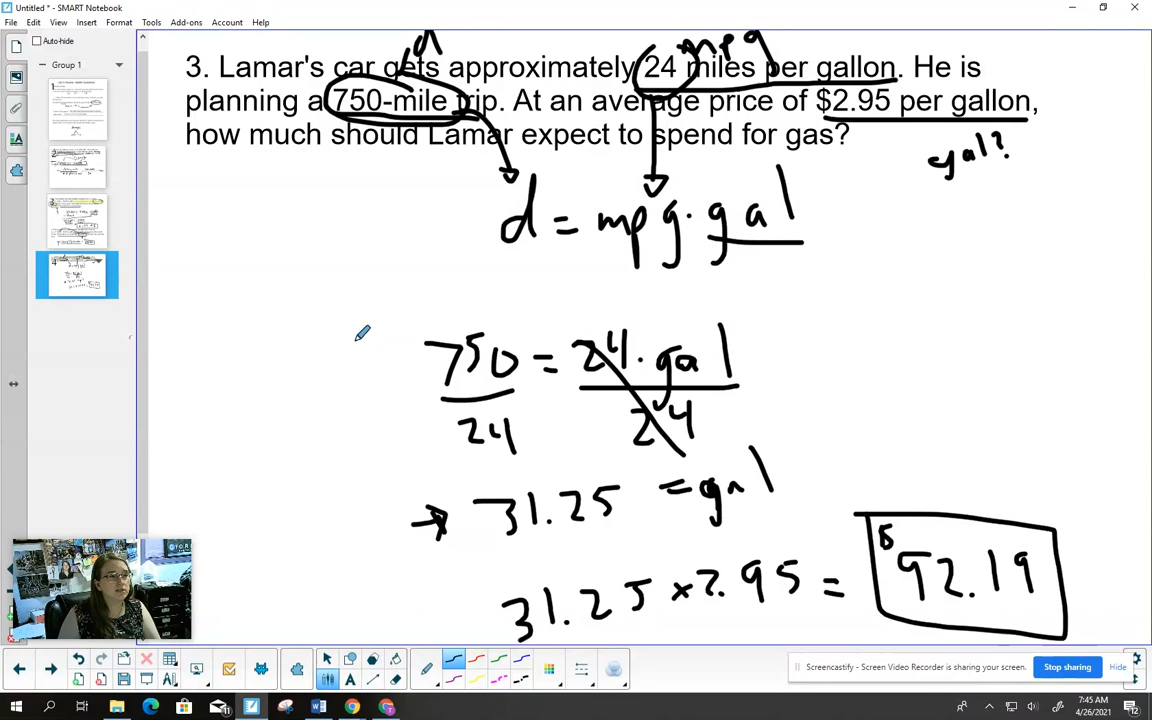 Untitled * - SMART Notebook
File Edit View Insert Format Tools Add-ons Account Help
Auto-hide
Group 1
d
mpg
3. Lamar's car gets approximately 24 miles per gallon. He is
planning a 750-mile trip. At an average price of $2.95 per gallon,
how much should Lamar expect to spend for gas?
gal?
d = mpg · gal
750 = 24 · gal
24 24
→ 31.25 = gal
31.25 × 2.95 = $92.19
Screencastify - Screen Video Recorder is sharing your screen.
Stop sharing
Hide
7:45 AM
4/26/2021